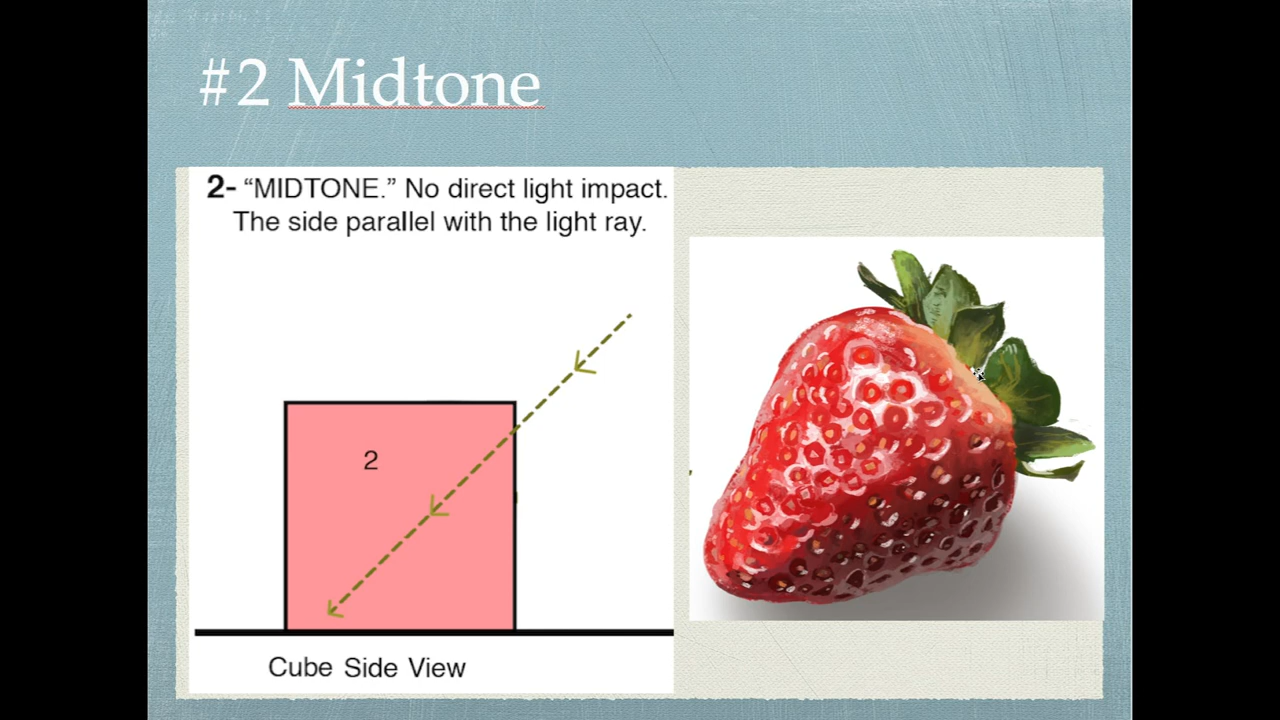 #2 Midtone
2- “MIDTONE.” No direct light impact.
The side parallel with the light ray.
2
Cube Side View